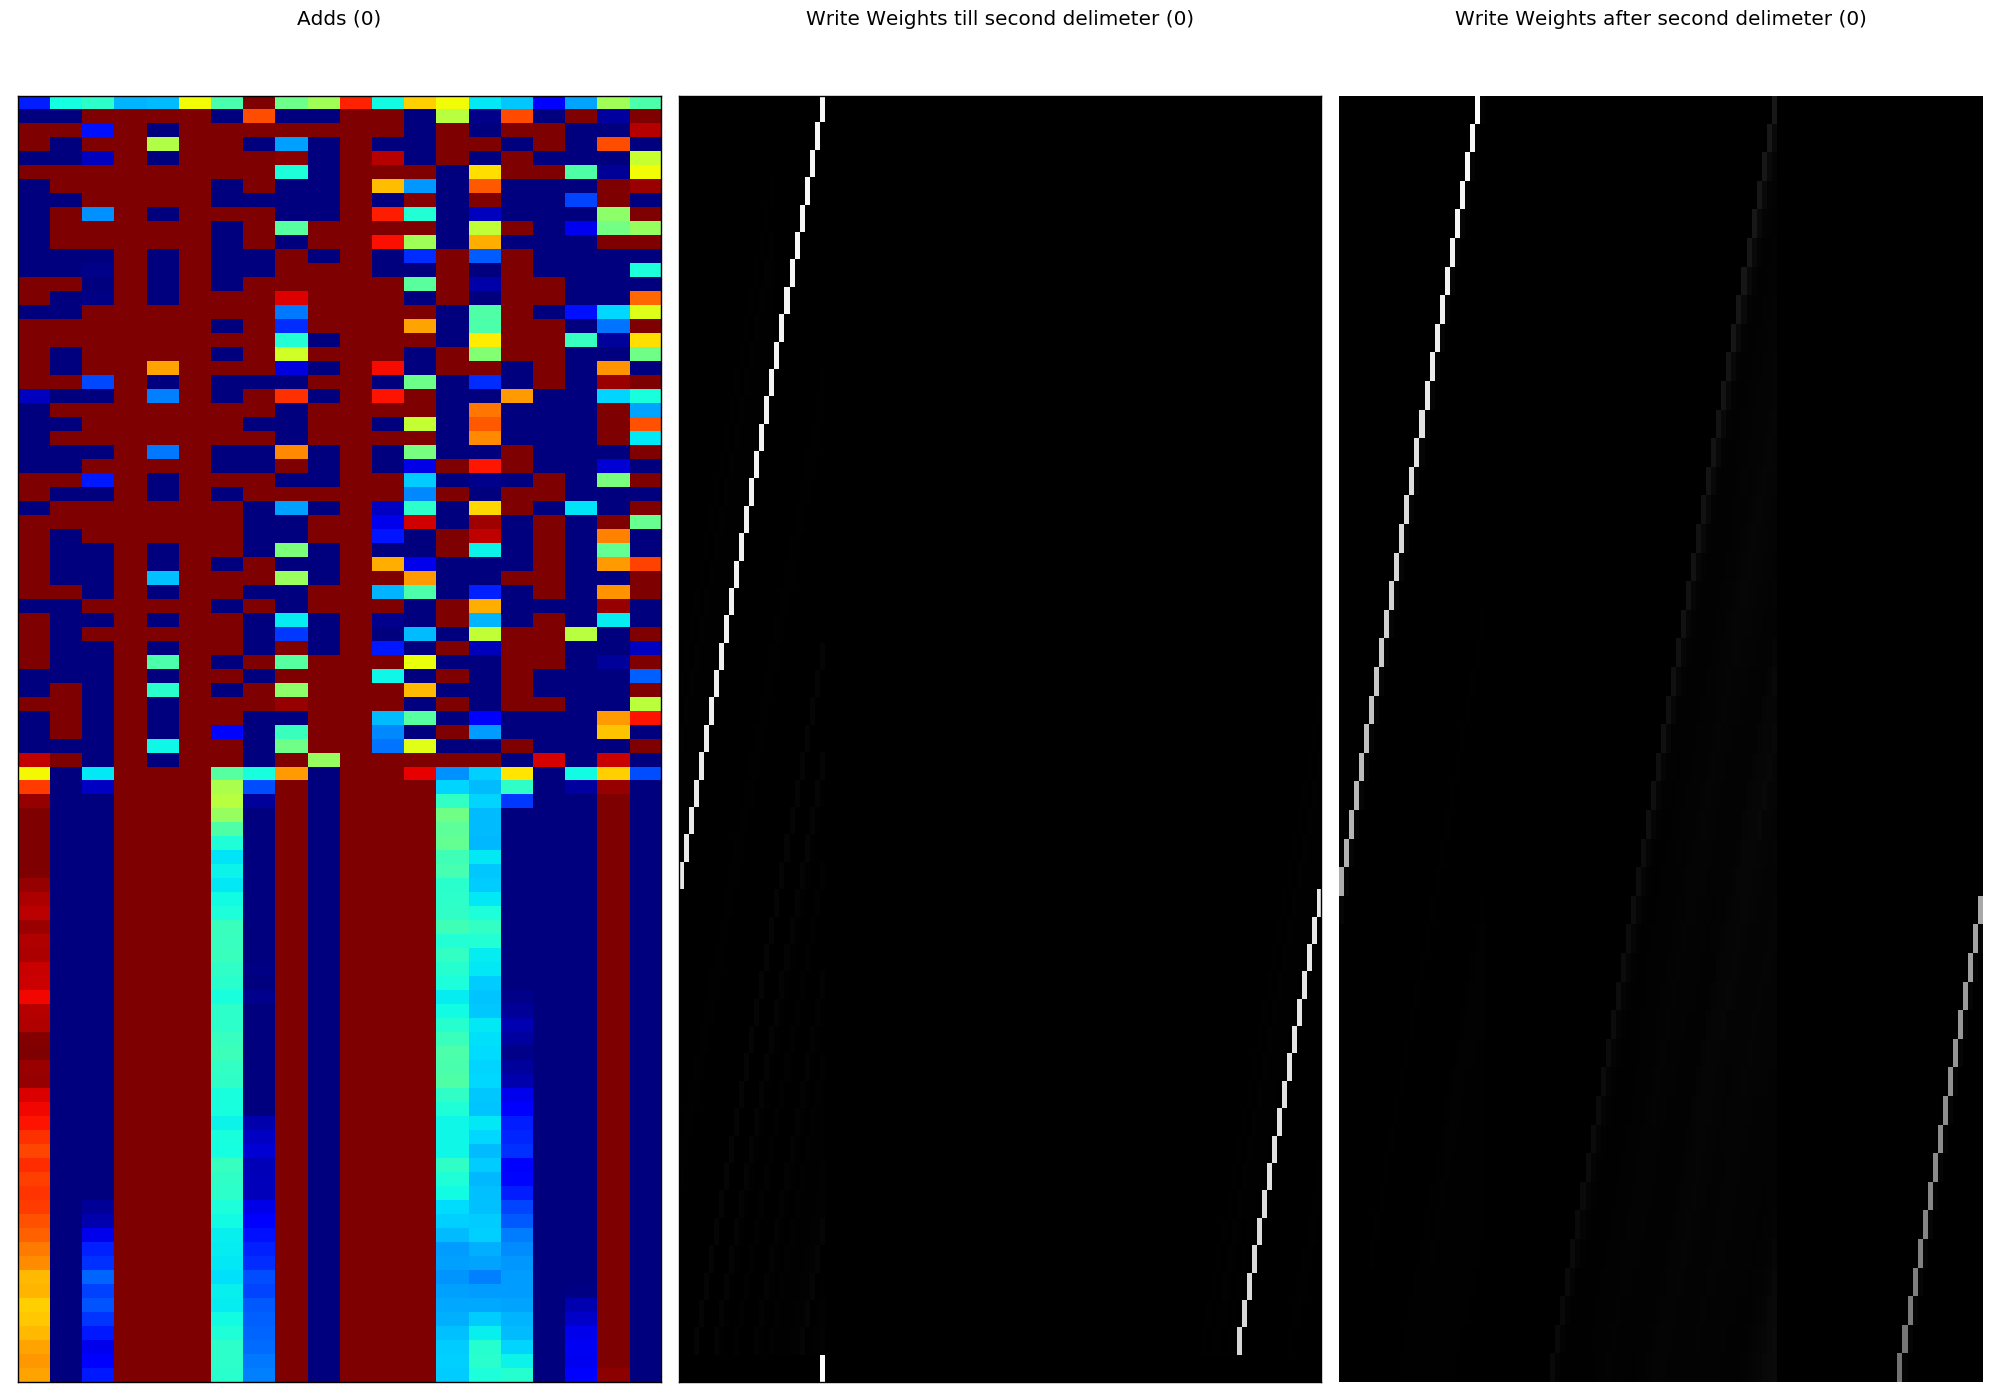 Adds (0)
Write Weights till second delimeter (0)
Write Weights after second delimeter (0)